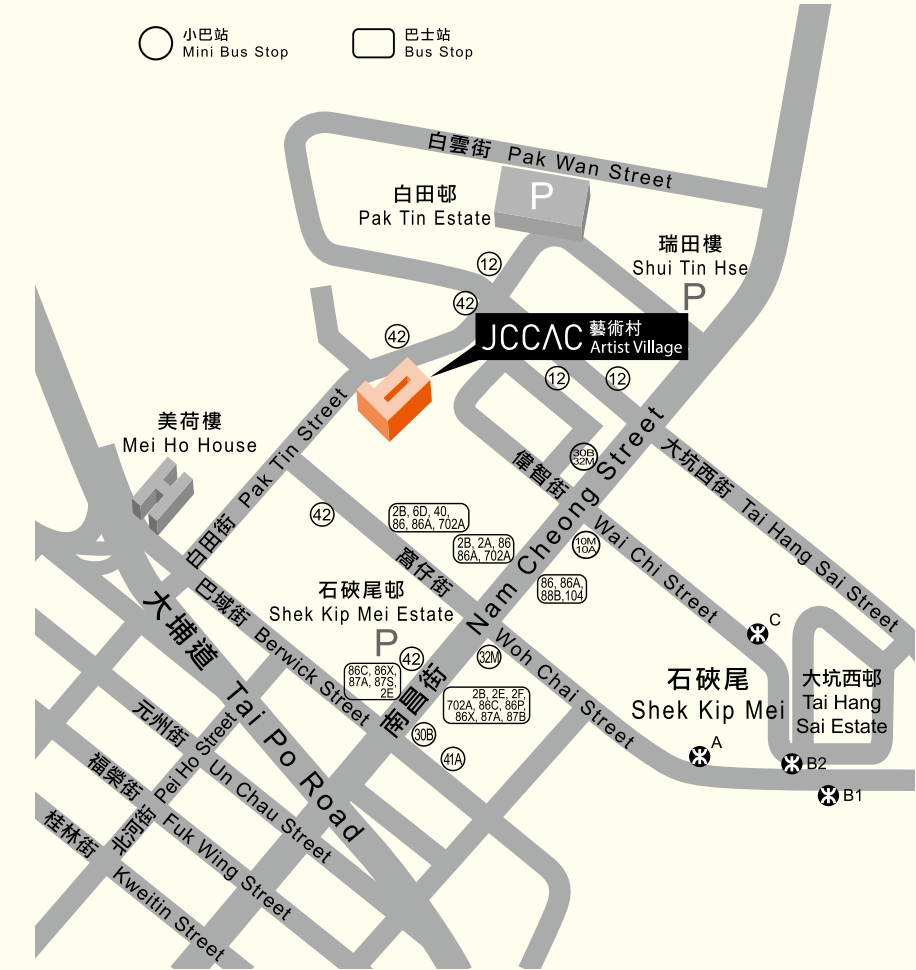 小巴站
Mini Bus Stop
巴士站
Bus Stop
白雲街 Pak Wan Street
白田邨
Pak Tin Estate
P
瑞田樓
Shui Tin Hse
P
12
42
42
JCCAC 藝術村
Artist Village
12
12
美荷樓
Mei Ho House
白田街 Pak Tin Street
偉智街 Wai Chi Street
30B
32M
大坑西街 Tai Hang Sai Street
42
2B, 6D, 40,
86, 86A, 702A
2B, 2A, 86
86A, 702A
10M
10A
86, 86A,
88B,104
窩仔街 Woh Chai Street
南昌街 Nam Cheong Street
石硤尾邨
Shek Kip Mei Estate
P
巴域街 Berwick Street
大埔道 Tai Po Road
86C, 86X,
87A, 87S,
2E
42
32M
2B, 2E, 2F,
702A, 86C, 86P,
86X, 87A, 87B
30B
41A
石硤尾
Shek Kip Mei
C
A
B2
B1
大坑西邨
Tai Hang
Sai Estate
元州街 Un Chau Street
北河街 Pei Ho Street
福榮街 Fuk Wing Street
桂林街 Kweitin Street